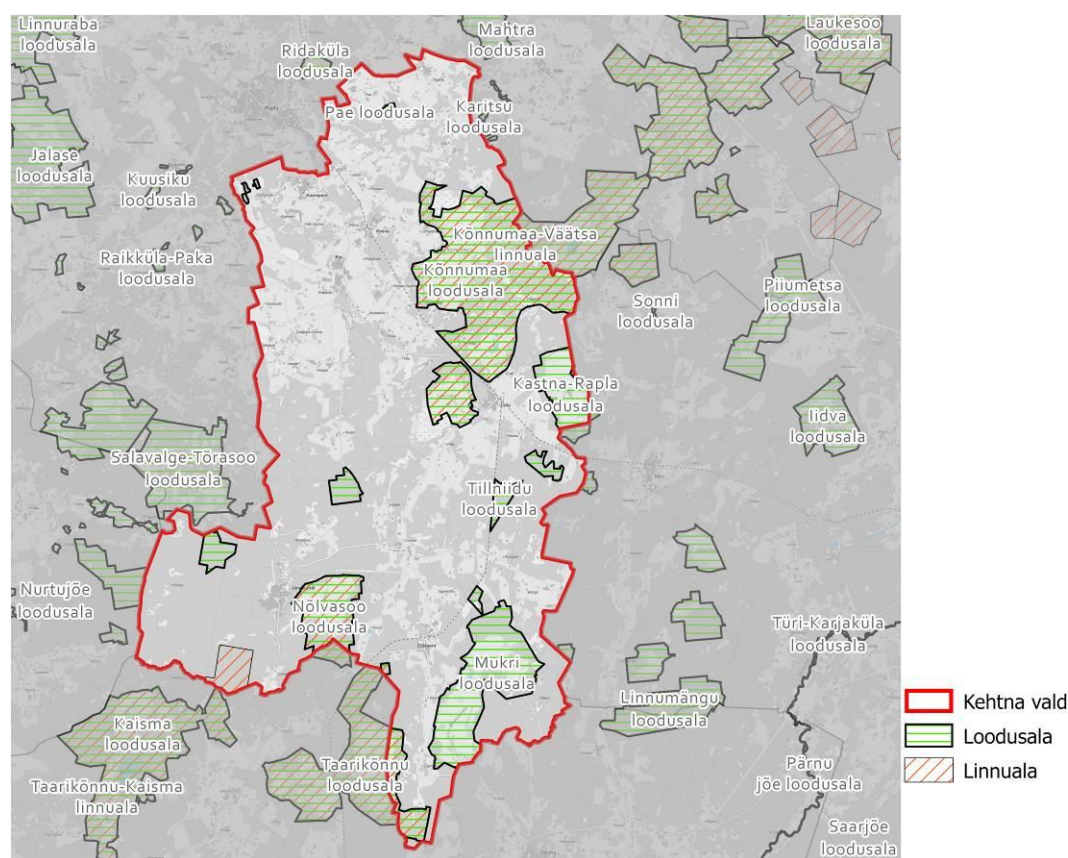 Linnuraba
loodusala
Mahtra
loodusala
Laukesoo
loodusala
Ridaküla
loodusala
Pae loodusala
Karitsu
loodusala
Jalase
loodusala
Kuusiku
loodusala
Kõnnumaa-Väätsa
linnuala
Raikküla-Paka
loodusala
Kõnnumaa
loodusala
Sonni
loodusala
Piiumetsa
loodusala
Kastna-Rapla
loodusala
Iidva
loodusala
Salavalge-Tõrasoo
loodusala
Tillniidu
loodusala
Nurtujõe
loodusala
Nõlvasoo
loodusala
Türi-Karjaküla
loodusala
Mukri
loodusala
Linnumängu
loodusala
Kaisma
loodusala
Taarikõnnu
loodusala
Taarikõnnu-Kaisma
linnuala
Pärnu
jõe loodusala
Saarjõe
loodusala
Kehtna vald
Loodusala
Linnuala